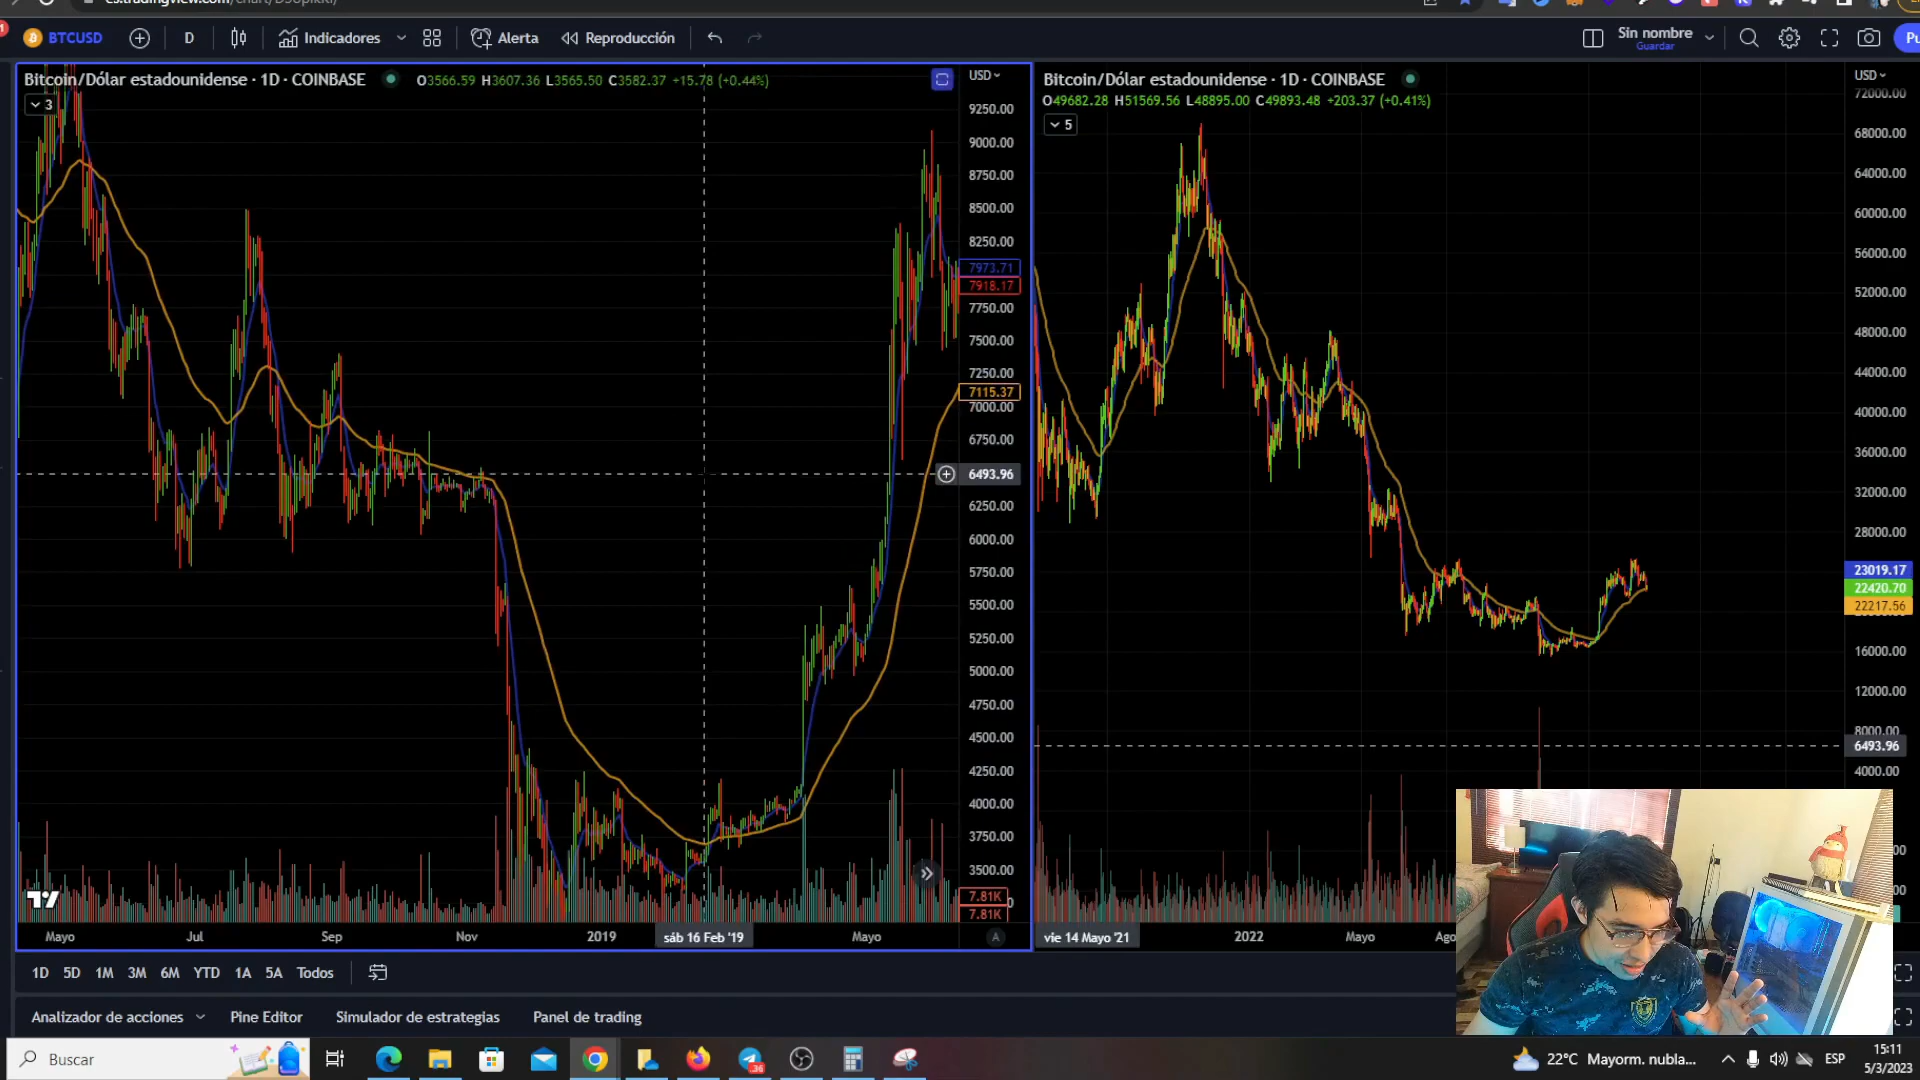 es.tradingview.com/chart/
BTCUSD
D
Indicadores
Alerta
Reproducción
Sin nombre
Guardar
Pu
Bitcoin/Dólar estadounidense · 1D · COINBASE
O3566.59 H3607.36 L3565.50 C3582.37 +15.78 (+0.44%)
3
USD
9250.00
9000.00
8750.00
8500.00
8250.00
7973.71
7918.17
7750.00
7500.00
7250.00
7115.37
7000.00
6750.00
6493.96
6250.00
6000.00
5750.00
5500.00
5250.00
5000.00
4750.00
4500.00
4250.00
4000.00
3750.00
3500.00
7.81K
7.81K
Mayo
Jul
Sep
Nov
2019
sáb 16 Feb '19
Mayo
A
Bitcoin/Dólar estadounidense · 1D · COINBASE
O49682.28 H51569.56 L48895.00 C49893.48 +203.37 (+0.41%)
5
USD
72000.00
68000.00
64000.00
60000.00
56000.00
52000.00
48000.00
44000.00
40000.00
36000.00
32000.00
28000.00
23019.17
22420.70
22217.56
16000.00
12000.00
8000.00
6493.96
4000.00
vie 14 Mayo '21
2022
Mayo
Ago
1D 5D 1M 3M 6M YTD 1A 5A Todos
Analizador de acciones
Pine Editor
Simulador de estrategias
Panel de trading
Buscar
36
22°C Mayorm. nubla...
ESP
15:11
5/3/2023